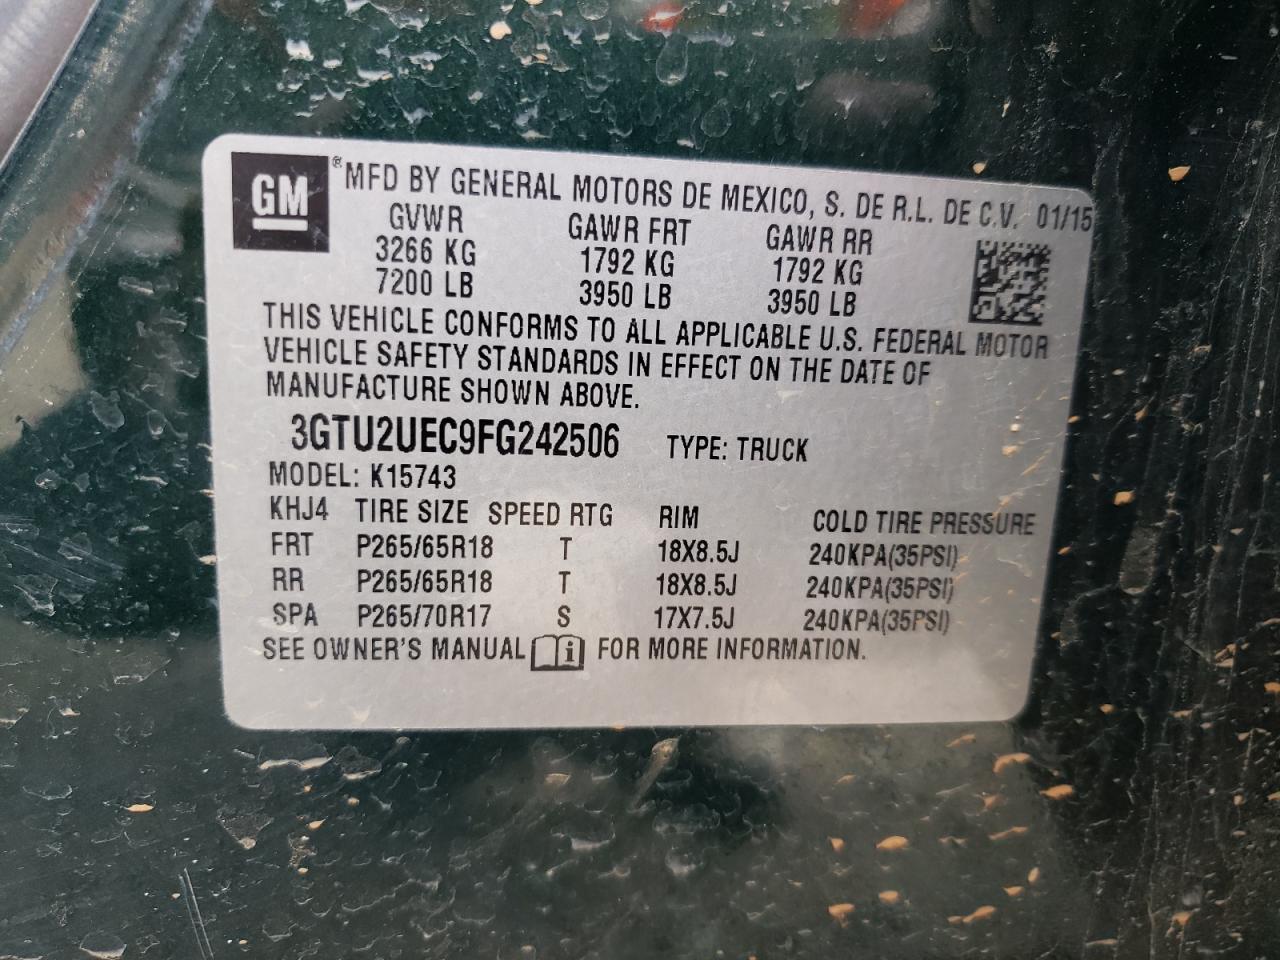 GM ® MFD BY GENERAL MOTORS DE MEXICO, S. DE R.L. DE C.V. 01/15
GVWR GAWR FRT GAWR RR
3266 KG 1792 KG 1792 KG
7200 LB 3950 LB 3950 LB
THIS VEHICLE CONFORMS TO ALL APPLICABLE U.S. FEDERAL MOTOR
VEHICLE SAFETY STANDARDS IN EFFECT ON THE DATE OF
MANUFACTURE SHOWN ABOVE.
3GTU2UEC9FG242506 TYPE: TRUCK
MODEL: K15743
KHJ4 TIRE SIZE SPEED RTG RIM COLD TIRE PRESSURE
FRT P265/65R18 T 18X8.5J 240KPA(35PSI)
RR P265/65R18 T 18X8.5J 240KPA(35PSI)
SPA P265/70R17 S 17X7.5J 240KPA(35PSI)
SEE OWNER'S MANUAL i FOR MORE INFORMATION.